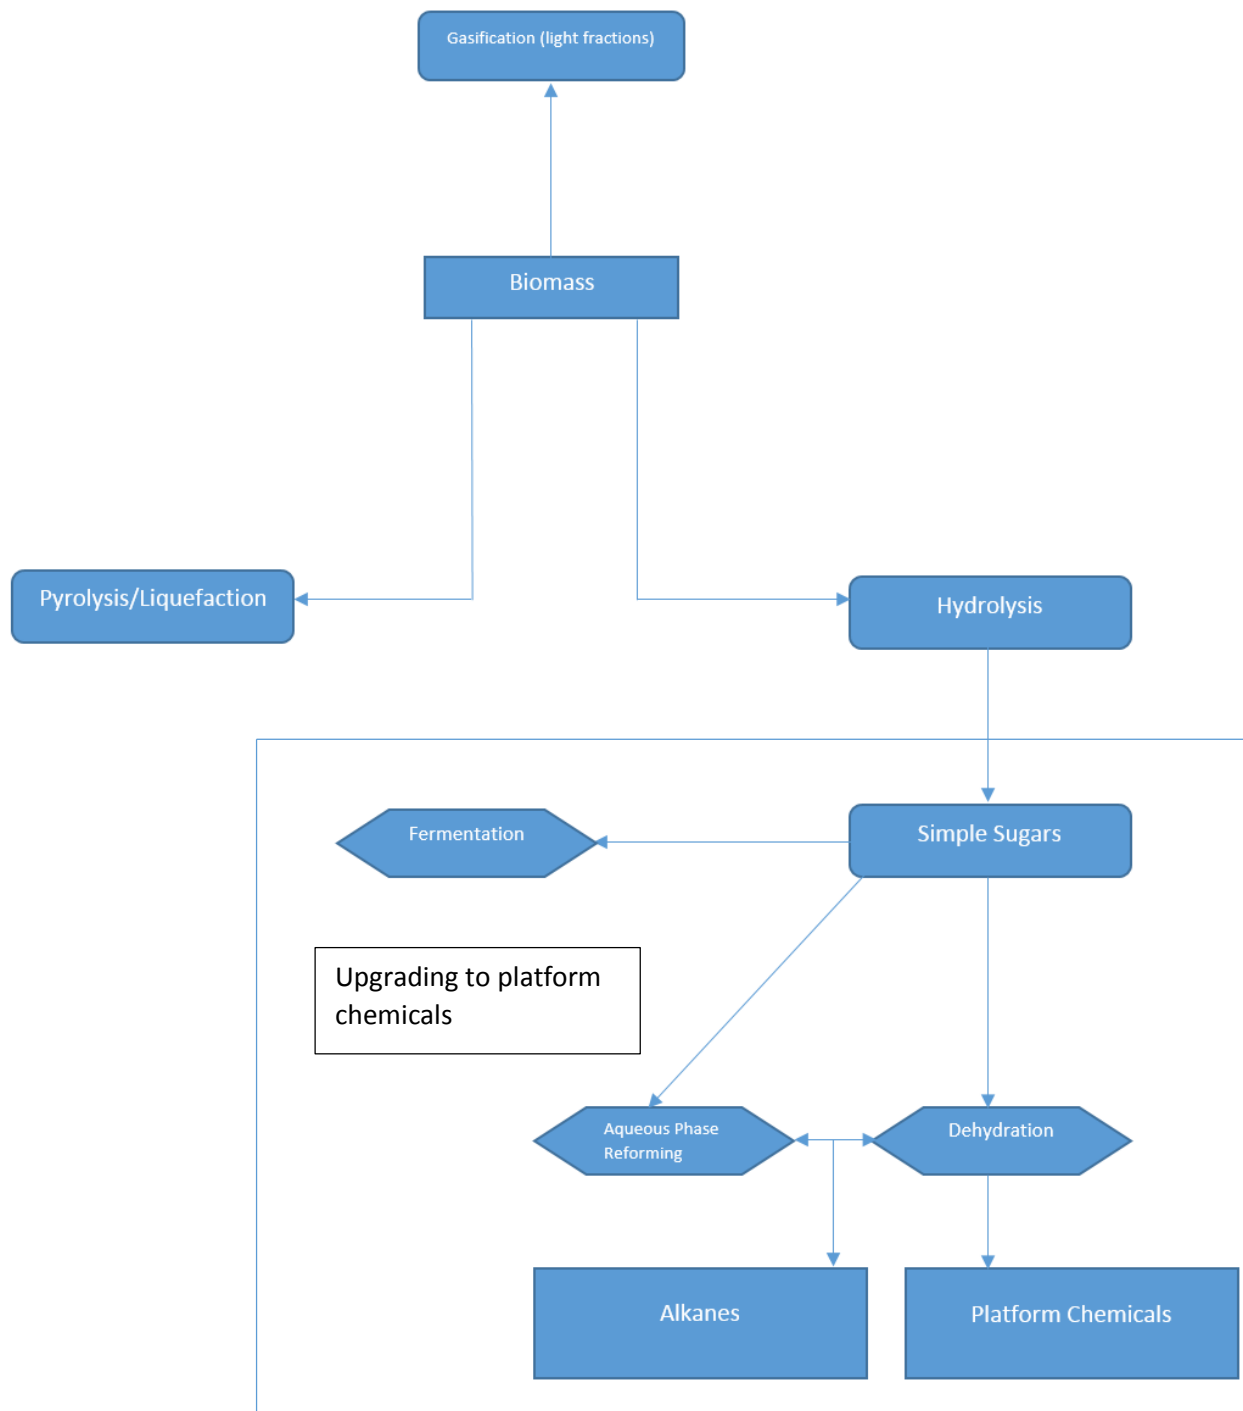 Gasification (light fractions)
Biomass
Pyrolysis/Liquefaction
Hydrolysis
Fermentation
Simple Sugars
Upgrading to platform
chemicals
Aqueous Phase
Reforming
Dehydration
Alkanes
Platform Chemicals